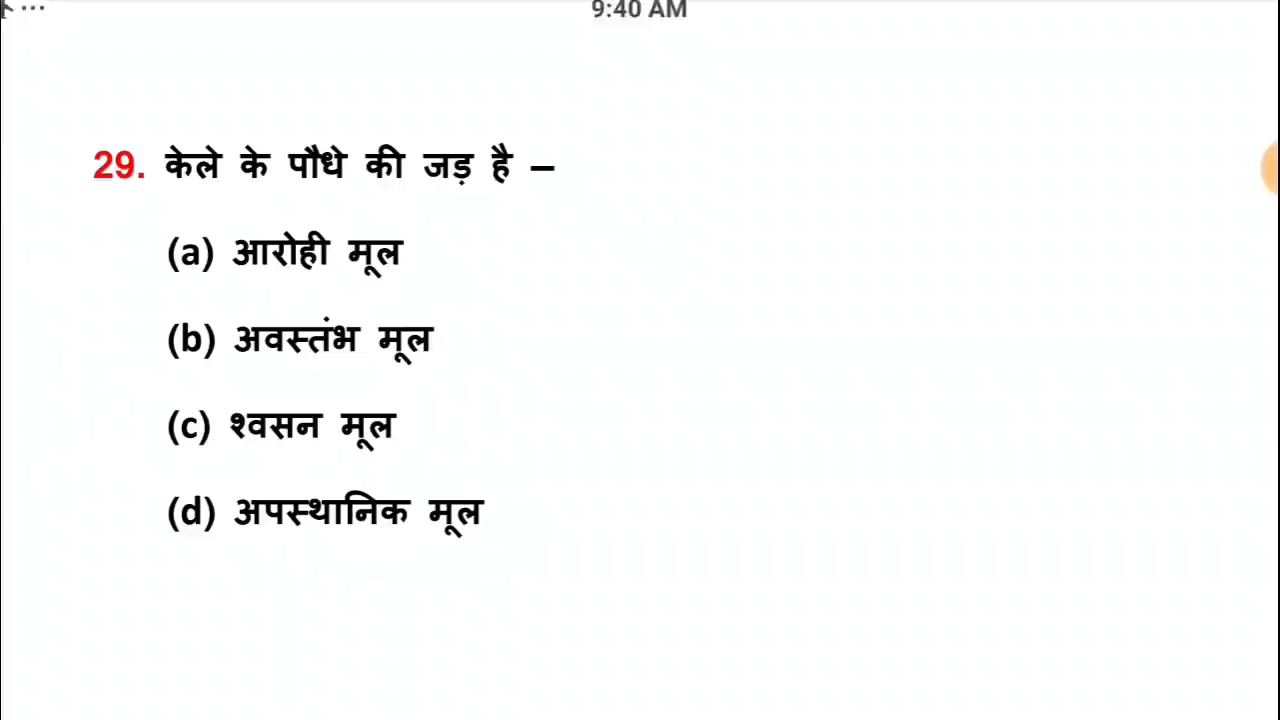 9:40 AM
29. केले के पौधे की जड़ है –
(a) आरोही मूल
(b) अवस्तंभ मूल
(c) श्वसन मूल
(d) अपस्थानिक मूल